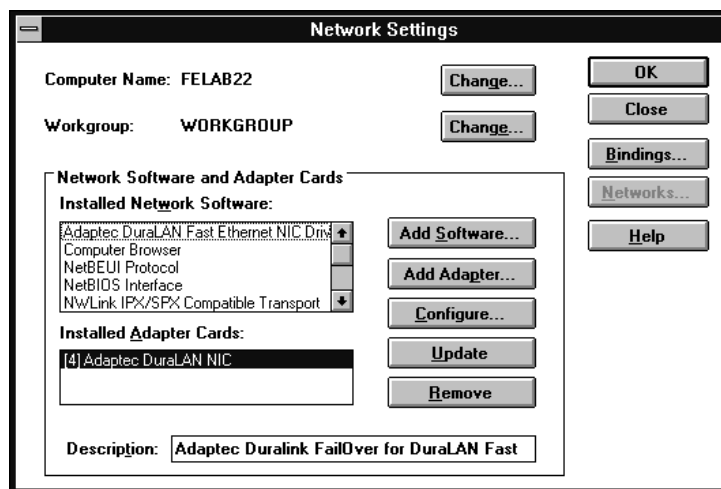 Network Settings
Computer Name: FELAB22 Change...
Workgroup: WORKGROUP Change...
OK
Close
Bindings...
Networks...
Help
Network Software and Adapter Cards
Installed Network Software:
Adaptec DuraLAN Fast Ethernet NIC Driv
Computer Browser
NetBEUI Protocol
NetBIOS Interface
NWLink IPX/SPX Compatible Transport
Add Software...
Add Adapter...
Configure...
Update
Remove
Installed Adapter Cards:
[4] Adaptec DuraLAN NIC
Description: Adaptec Duralink FailOver for DuraLAN Fast